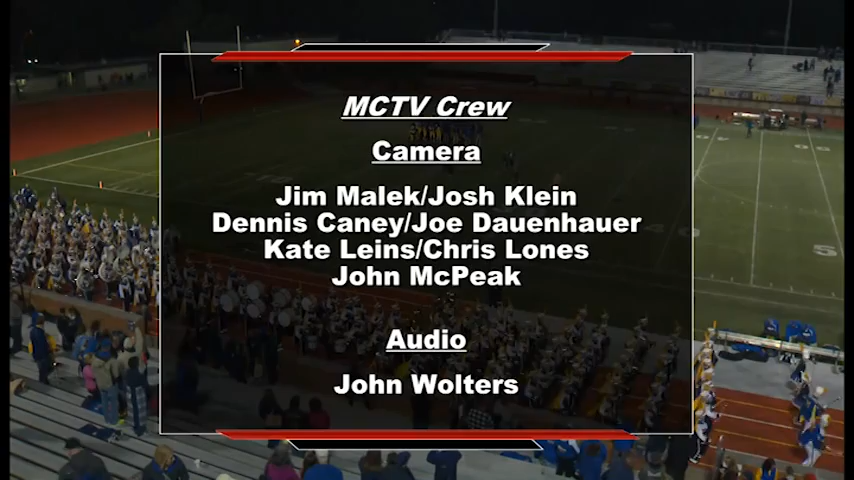 MCTV Crew
Camera
Jim Malek/Josh Klein
Dennis Caney/Joe Dauenhauer
Kate Leins/Chris Lones
John McPeak
Audio
John Wolters